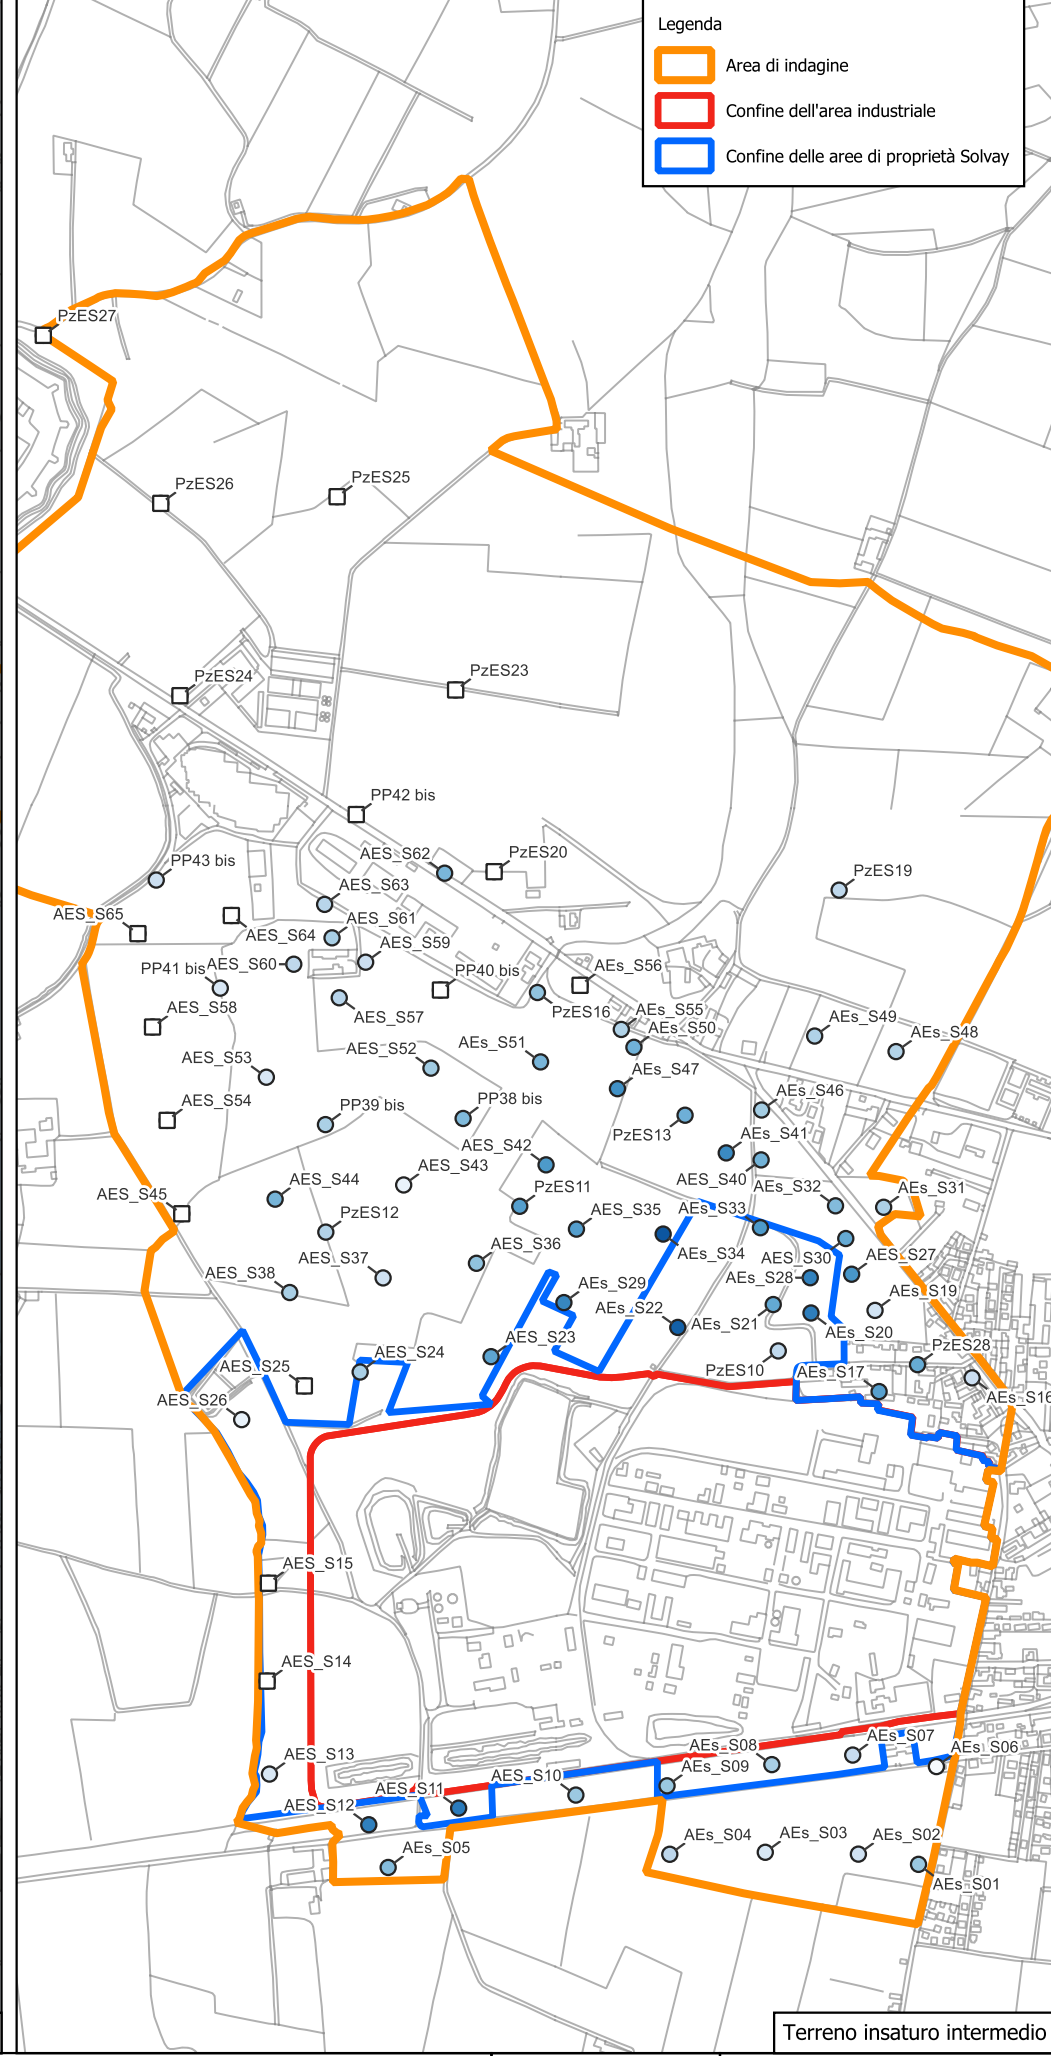 Legenda
Area di indagine
Confine dell'area industriale
Confine delle aree di proprietà Solvay
PzES27
PzES26
PzES25
PzES24
PzES23
PP42 bis
AES_S62
PzES20
PP43 bis
PzES19
AES_S63
AES_S65
AES_S61
AES_S64
AES_S59
AES_S60
PP41 bis
PP40 bis
AEs_S56
AES_S58
AES_S57
PzES16
AEs_S55
AEs_S50
AEs_S49
AEs_S48
AEs_S51
AES_S52
AES_S53
AEs_S47
AEs_S46
AES_S54
PP39 bis
PP38 bis
PzES13
AEs_S41
AES_S42
AES_S43
AES_S44
AES_S40
AEs_S32
AEs_S31
AES_S45
PzES11
PzES12
AES_S35
AEs_S33
AES_S36
AES_S37
AEs_S34
AEs_S30
AEs_S27
AES_S38
AEs_S29
AEs_S28
AEs_S19
AEs_S22
AEs_S21
AEs_S20
AES_S23
AES_S24
PzES10
PzES28
AES_S25
AEs_S17
AES_S26
AEs_S16
AES_S15
AES_S14
AES_S13
AEs_S08
AEs_S07
AEs_S06
AEs_S09
AES_S10
AES_S11
AES_S12
AEs_S05
AEs_S04
AEs_S03
AEs_S02
AEs_S01
Terreno insaturo intermedio